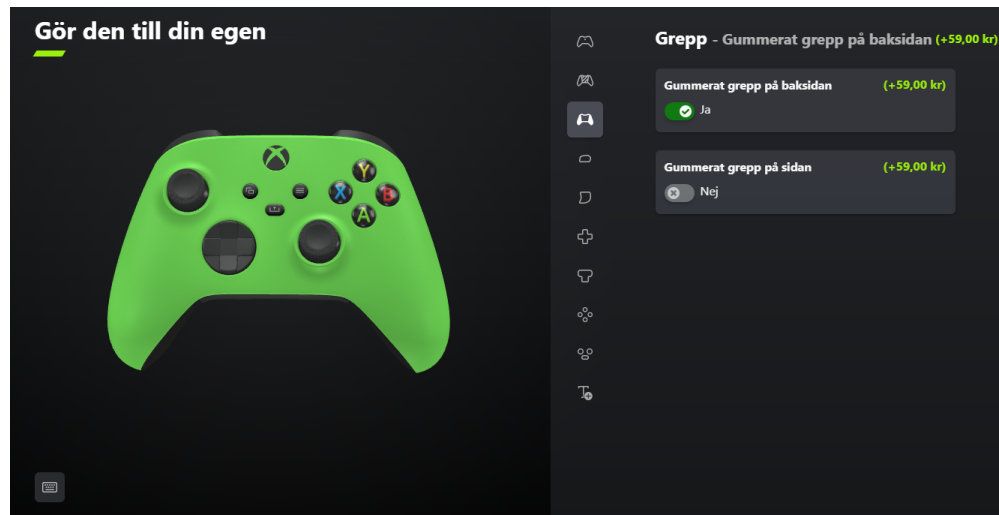 Gör den till din egen
Grepp - Gummerat grepp på baksidan (+59,00 kr)
Gummerat grepp på baksidan (+59,00 kr)
Ja
Gummerat grepp på sidan (+59,00 kr)
Nej
Y
X
B
A